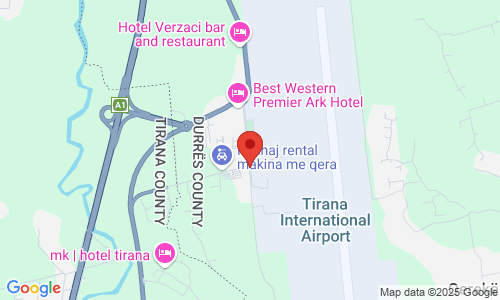 Hotel Verzaci bar
and restaurant
Best Western
Premier Ark Hotel
A1
TIRANA COUNTY
DURRËS COUNTY
rental
makina me qera
Tirana
International
Airport
mk | hotel tirana
Google
Map data ©2025 Google